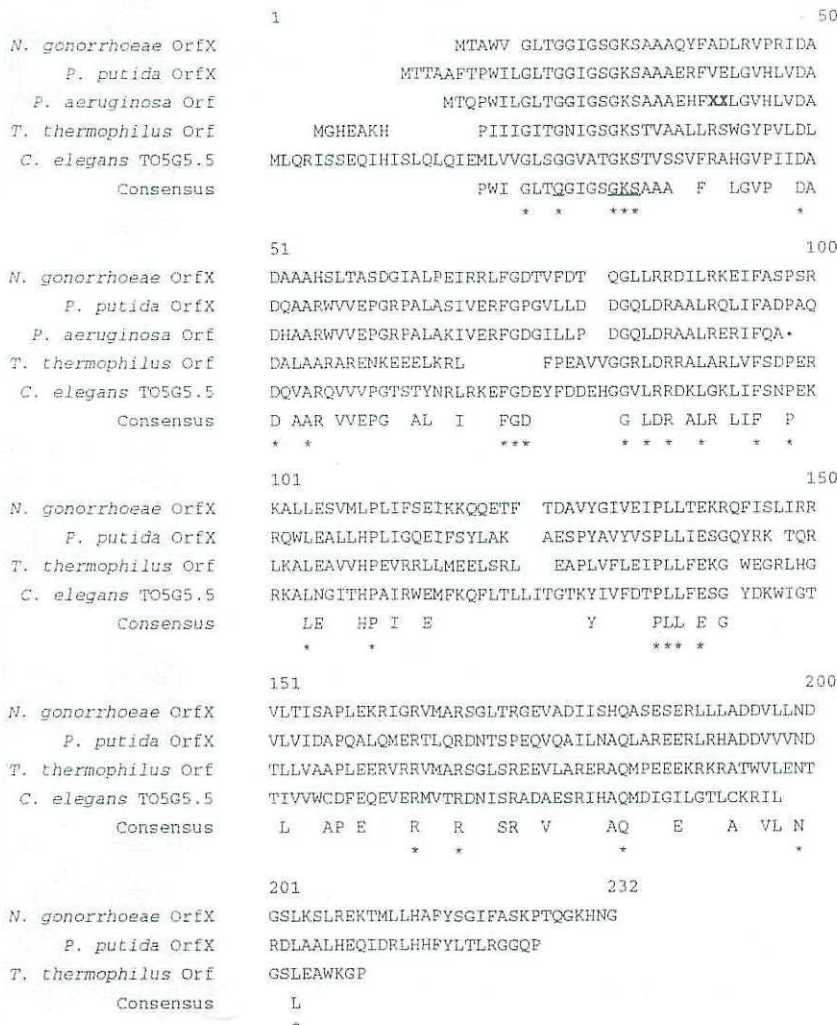 1 50
N. gonorrhoeae OrfX MTAWV GLTGGIGSGKSAAAQYFADLRVPRIDA
P. putida OrfX MTTAAFTPWILGLTGGIGSGKSAAAERFVELGVHLVDA
P. aeruginosa Orf MTQPWILGLTGGIGSGKSAAAEHFXXLGVHLVDA
T. thermophilus Orf MGHEAKH PIIIGITGNIGSGKSTVAALLRSWGYPVLDL
C. elegans TO5G5.5 MLQRISSEQIHISLQLQIEMLVVGLSGGVATGKSTVSSVFRAHGVPIIDA
Consensus PWI GLTGGIGSGKSAAA F LGVP DA
* * *** *
51 100
N. gonorrhoeae OrfX DAAAHSLTASDGIALPEIRRLFGDTVFDT QGLLRRDILRKEIFASPSR
P. putida OrfX DQAARWVVEPGRPALASIVERFGPGVLLD DGQLDRAALRQLIFADPAQ
P. aeruginosa Orf DHAARWVVEPGRPALAKIVERFGDGILLP DGQLDRAALRERIFQA*
T. thermophilus Orf DALAARARENKEEELKRL FPEAVVGGRLDRRALARLVFSDPER
C. elegans TO5G5.5 DQVARQVVVPGTSTYNRLRKEFGDEYFDDEHGGVLRRDKLGKLIFSNPEK
Consensus D AAR VVEPG AL I FGD G LDR ALR LIF P
* * *** * * * * * *
101 150
N. gonorrhoeae OrfX KALLESVMLPLIFSEIKKQQETF TDAVYGIVEIPLLTEKRQFISLIRR
P. putida OrfX RQWLEALLHPLIGQEIFSYLAK AESPYAVYVSPLLIESGQYRK TQR
T. thermophilus Orf LKALEAVVHPEVRRLLMEELSRL EAPLVFLEIPLLFEKG WEGRLHG
C. elegans TO5G5.5 RKALNGITHPAIRWEMFKQFLTLLITGTKYIVFDTPLLFESG YDKWIGT
Consensus LE HP I E Y PLL E G
* * *** *
151 200
N. gonorrhoeae OrfX VLTISAPLEKRIGRVMARSGLTRGEVADIISHQASESERLLLADDVLLND
P. putida OrfX VLVIDAPQALQMERTLQRDNTSPEQVQAILNAQLAREERLRHADDVVVND
T. thermophilus Orf TLLVAAPLEERVRRVMARSGLSREEVLARERAQMPEEEKRKRATWVLENT
C. elegans TO5G5.5 TIVVWCDFEQEVERMVTRDNISRADAESRIHAQMDIGILGTLCKRIL
Consensus L AP E R R SR V AQ E A VL N
* * * *
201 232
N. gonorrhoeae OrfX GSLKSLREKTMLLHAFYSGIFASKPTQGKHNG
P. putida OrfX RDLAALHEQIDRLHHFYLTLRGGQP
T. thermophilus Orf GSLEAWKGP
Consensus L
*